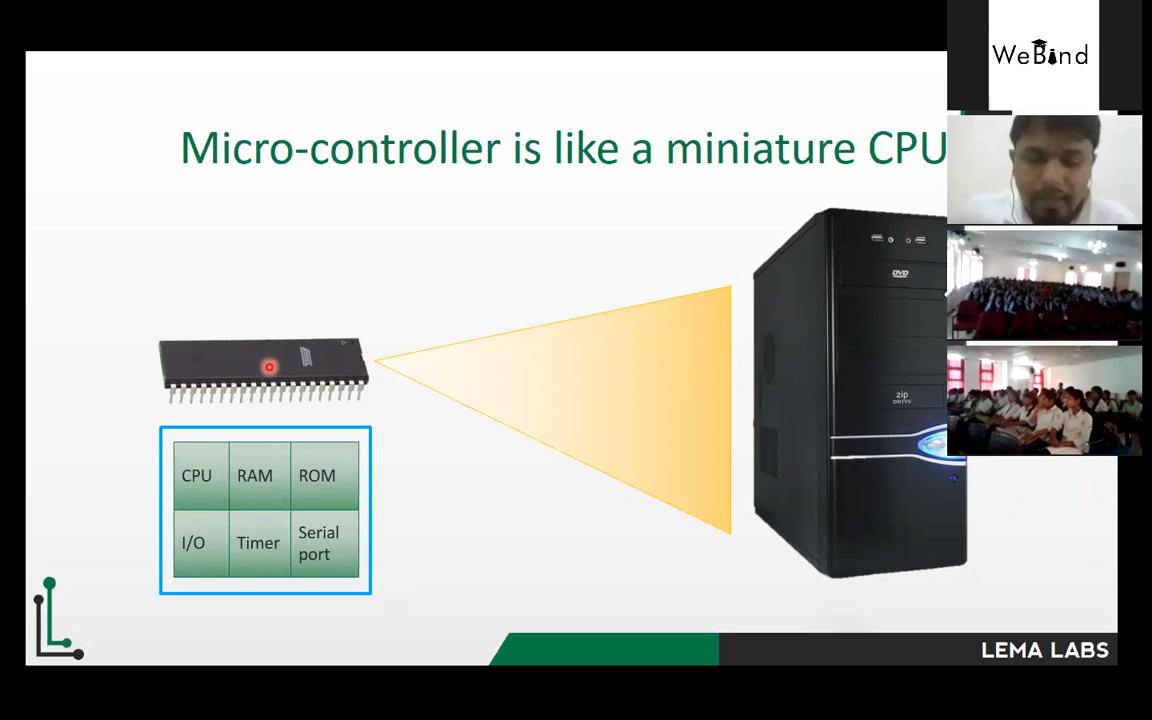 WeBind
Micro-controller is like a miniature CPU
DVD
zip
DRIVE
CPU RAM ROM
I/O Timer Serial port
LEMA LABS